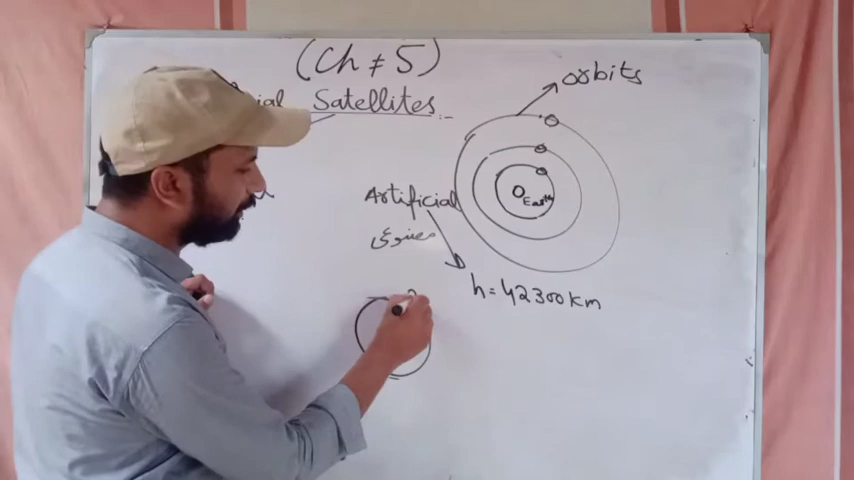 (Ch ≠ 5)
Satellites :-
orbits
Earth
Artificial
مصنوعی
h = 42300 km